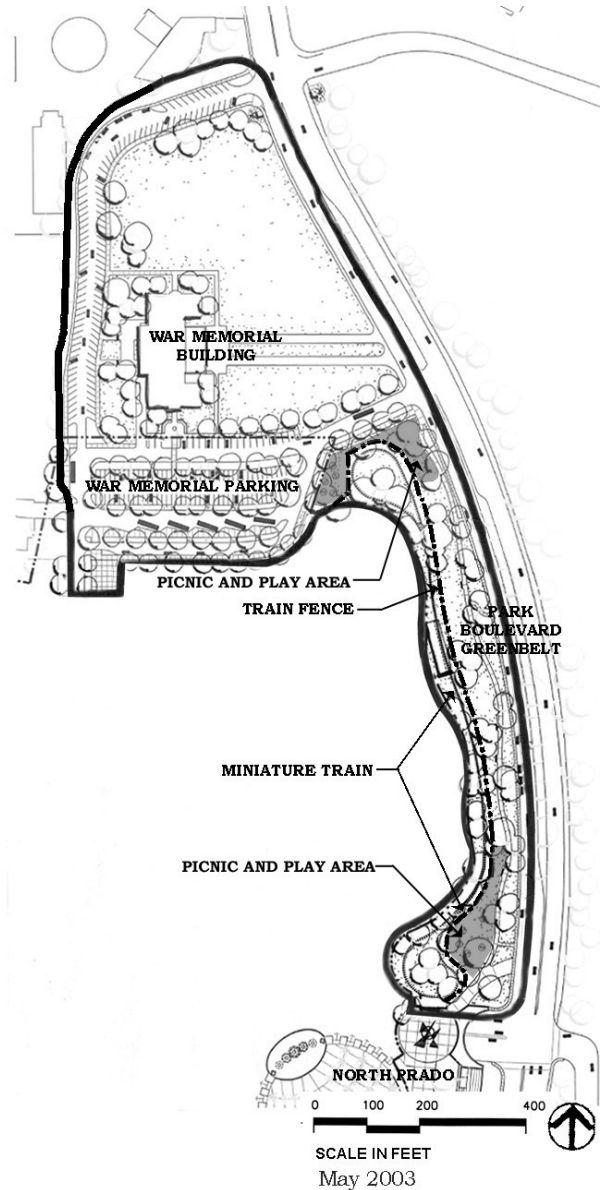 WAR MEMORIAL
BUILDING
WAR MEMORIAL PARKING
PICNIC AND PLAY AREA
TRAIN FENCE
PARK
BOULEVARD
GREENBELT
MINIATURE TRAIN
PICNIC AND PLAY AREA
NORTH PRADO
0 100 200 400
SCALE IN FEET
May 2003